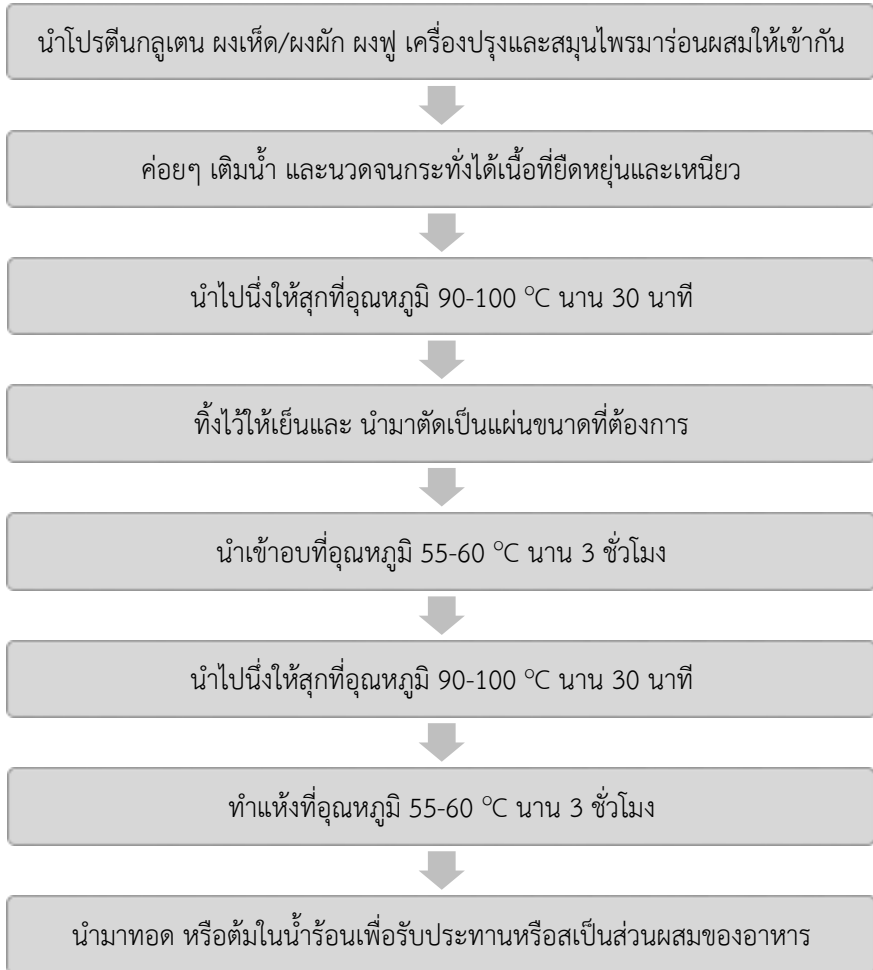 นำโปรตีนกลูเตน ผงเห็ด/ผงผัก ผงฟู เครื่องปรุงและสมุนไพรมาร่อนผสมให้เข้ากัน
ค่อยๆ เติมน้ำ และนวดจนกระทั่งได้เนื้อที่ยืดหยุ่นและเหนียว
นำไปนึ่งให้สุกที่อุณหภูมิ 90-100 °C นาน 30 นาที
ทิ้งไว้ให้เย็นและ นำมาตัดเป็นแผ่นขนาดที่ต้องการ
นำเข้าอบที่อุณหภูมิ 55-60 °C นาน 3 ชั่วโมง
นำไปนึ่งให้สุกที่อุณหภูมิ 90-100 °C นาน 30 นาที
ทำแห้งที่อุณหภูมิ 55-60 °C นาน 3 ชั่วโมง
นำมาทอด หรือต้มในน้ำร้อนเพื่อรับประทานหรือสเป็นส่วนผสมของอาหาร